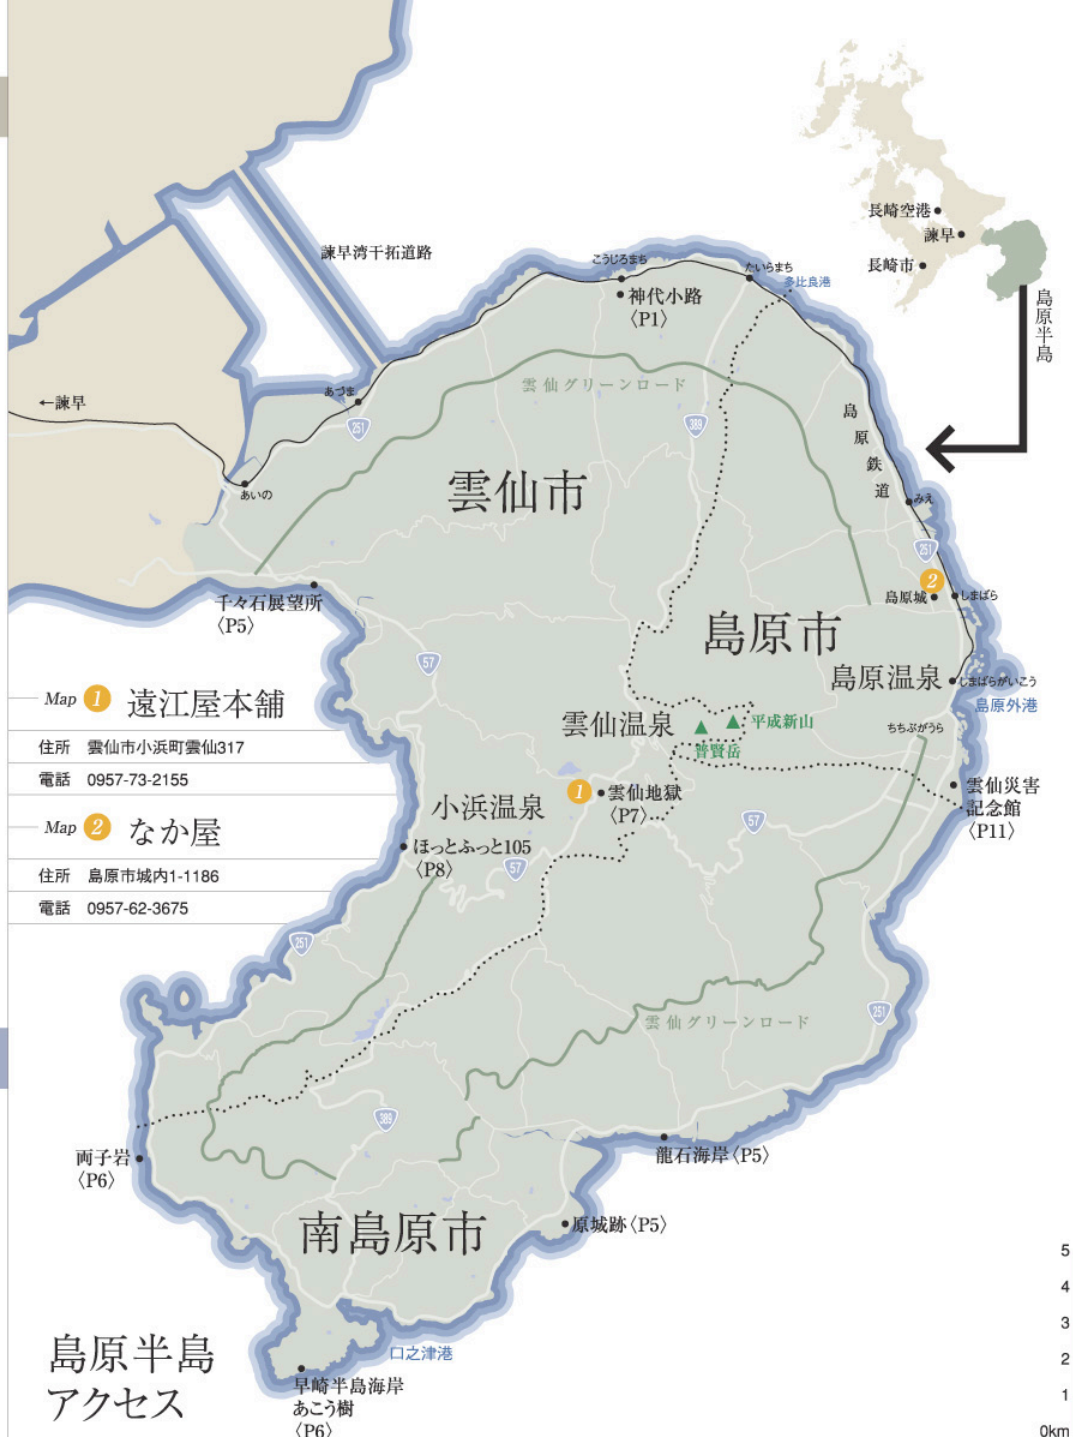 長崎空港
諫早
長崎市
島原半島
諫早湾干拓道路
こうじろまち
神代小路
〈P1〉
たいらまち
多比良港
雲仙グリーンロード
あづま
251
389
←諫早
あいの
島原鉄道
みえ
雲仙市
251
2
島原城
しまばら
千々石展望所
〈P5〉
島原市
57
島原温泉
しまばらがいこう
島原外港
Map 1 遠江屋本舗
住所 雲仙市小浜町雲仙317
電話 0957-73-2155
Map 2 なか屋
住所 島原市城内1-1186
電話 0957-62-3675
雲仙温泉
平成新山
普賢岳
ちちぶがうら
1
雲仙地獄
〈P7〉
雲仙災害
記念館
〈P11〉
小浜温泉
57
ほっとふっと105
〈P8〉
57
251
251
雲仙グリーンロード
389
両子岩
〈P6〉
龍石海岸〈P5〉
南島原市
原城跡〈P5〉
口之津港
早崎半島海岸
あこう樹
〈P6〉
島原半島
アクセス
5
4
3
2
1
0km